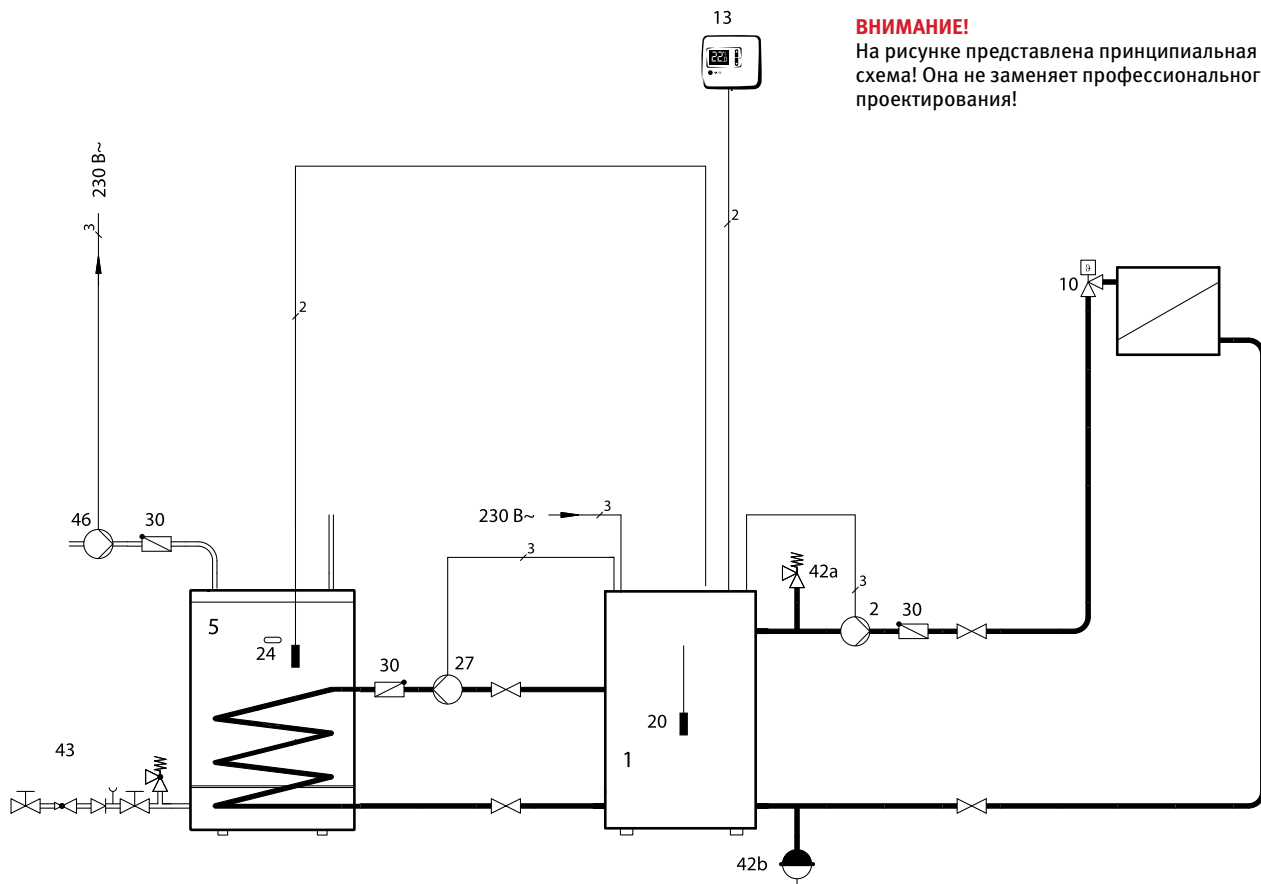 13
ВНИМАНИЕ!
На рисунке представлена принципиальная
схема! Она не заменяет профессиональног
проектирования!
230 В~
3
2
2
10
46
30
230 В~
3
3
42a
3
2
30
5
24
30
27
20
1
43
42b